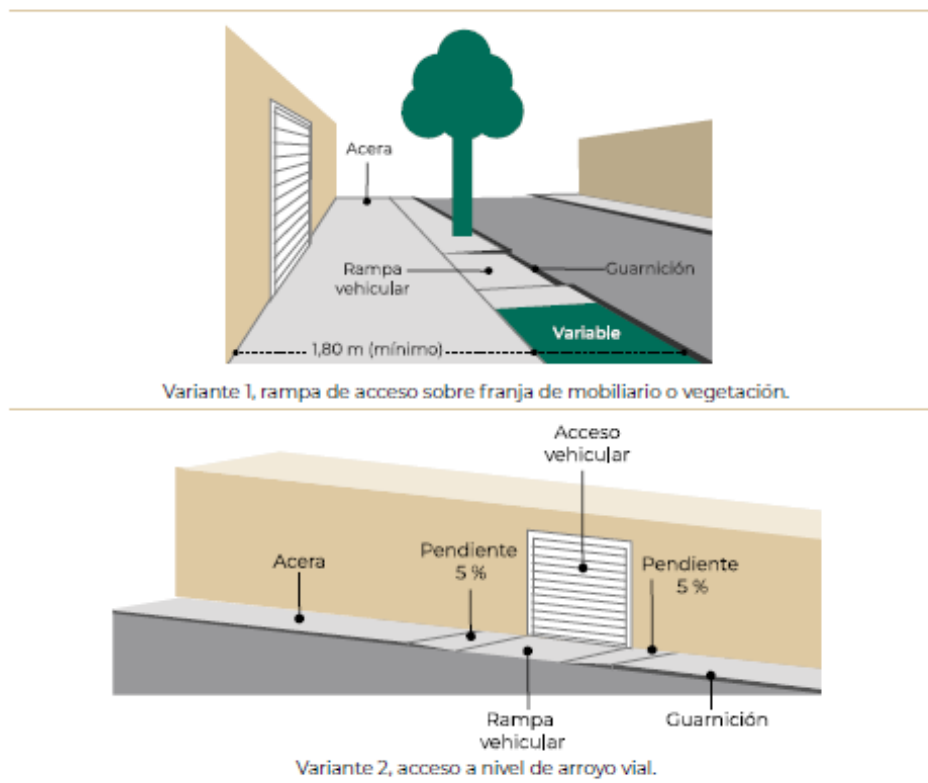 Acera
Rampa
vehicular
Guarnición
Variable
1,80 m (mínimo)
Variante 1, rampa de acceso sobre franja de mobiliario o vegetación.
Acceso
vehicular
Pendiente
5 %
Pendiente
5 %
Acera
Rampa
vehicular
Guarnición
Variante 2, acceso a nivel de arroyo vial.